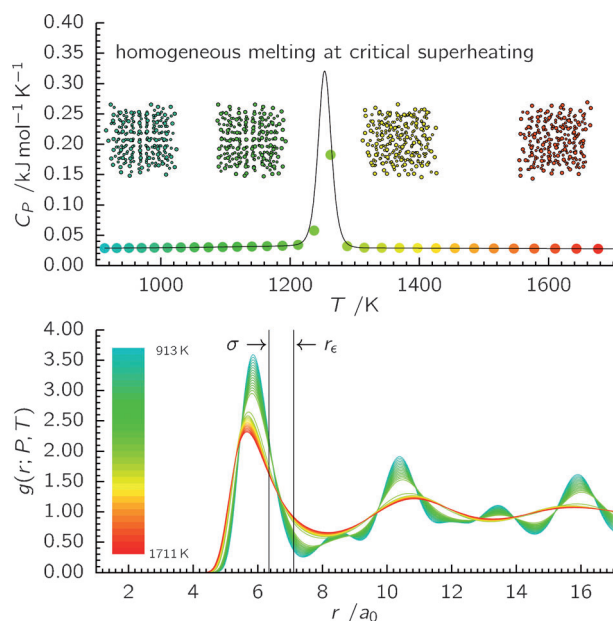 0.40
homogeneous melting at critical superheating
0.35
0.30
0.25
0.20
0.15
0.10
0.05
0.00
C_P /kJ mol⁻¹ K⁻¹
1000 1200 1400 1600
T /K
4.00
913 K
σ → ← r_ϵ
3.50
3.00
2.50
2.00
1.50
1.00
0.50
1711 K
0.00
g(r; P, T)
2 4 6 8 10 12 14 16
r /a₀